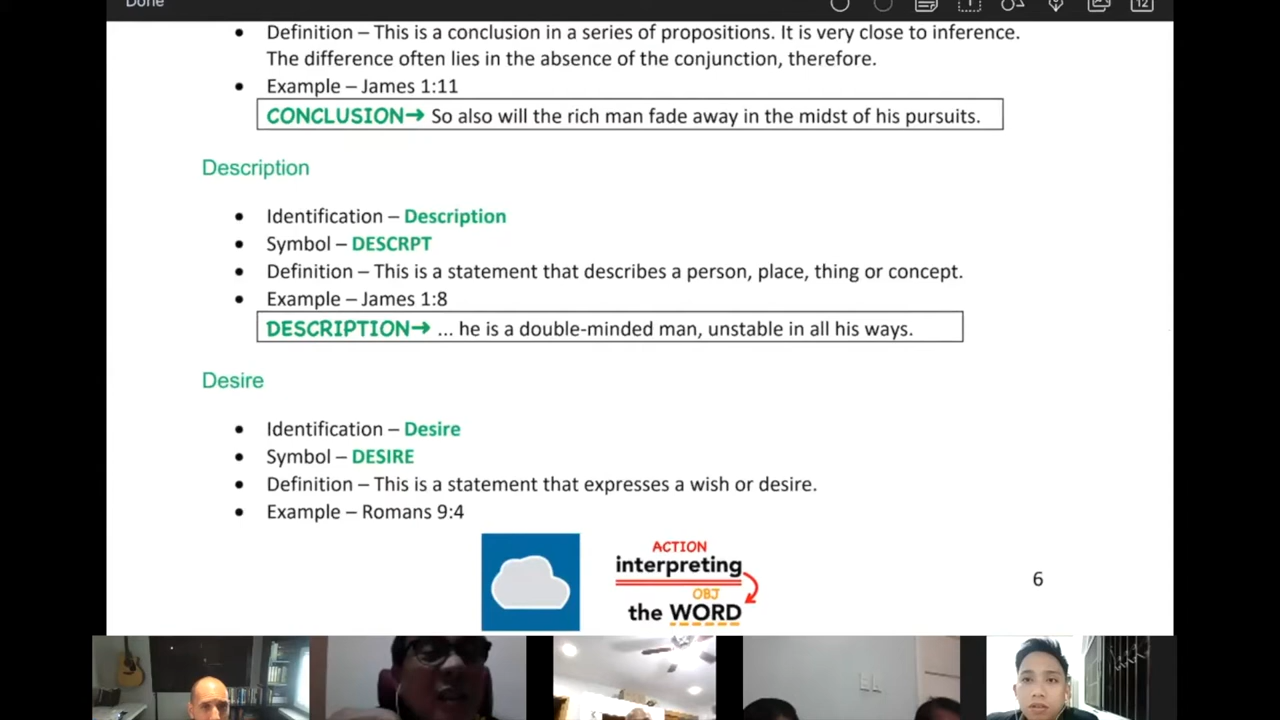 Done
12
• Definition – This is a conclusion in a series of propositions. It is very close to inference.
The difference often lies in the absence of the conjunction, therefore.
• Example – James 1:11
CONCLUSION→ So also will the rich man fade away in the midst of his pursuits.
Description
• Identification – Description
• Symbol – DESCRPT
• Definition – This is a statement that describes a person, place, thing or concept.
• Example – James 1:8
DESCRIPTION→ ... he is a double-minded man, unstable in all his ways.
Desire
• Identification – Desire
• Symbol – DESIRE
• Definition – This is a statement that expresses a wish or desire.
• Example – Romans 9:4
ACTION
interpreting
OBJ
the WORD
6